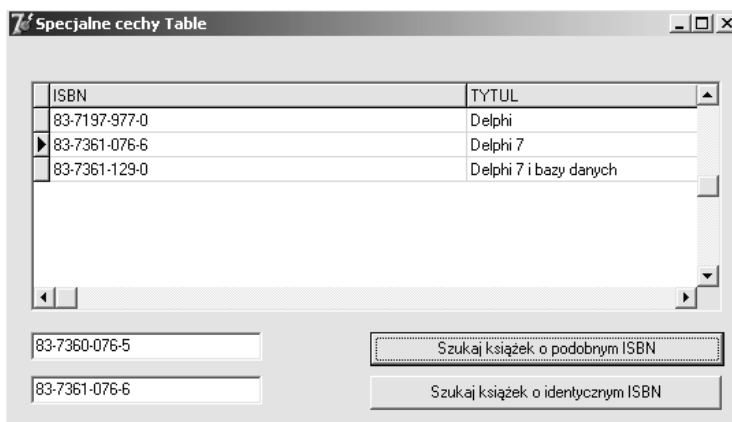 Specjalne cechy Table
ISBN TYTUL
83-7197-977-0 Delphi
83-7361-076-6 Delphi 7
83-7361-129-0 Delphi 7 i bazy danych
83-7360-076-5 Szukaj książek o podobnym ISBN
83-7361-076-6 Szukaj książek o identycznym ISBN